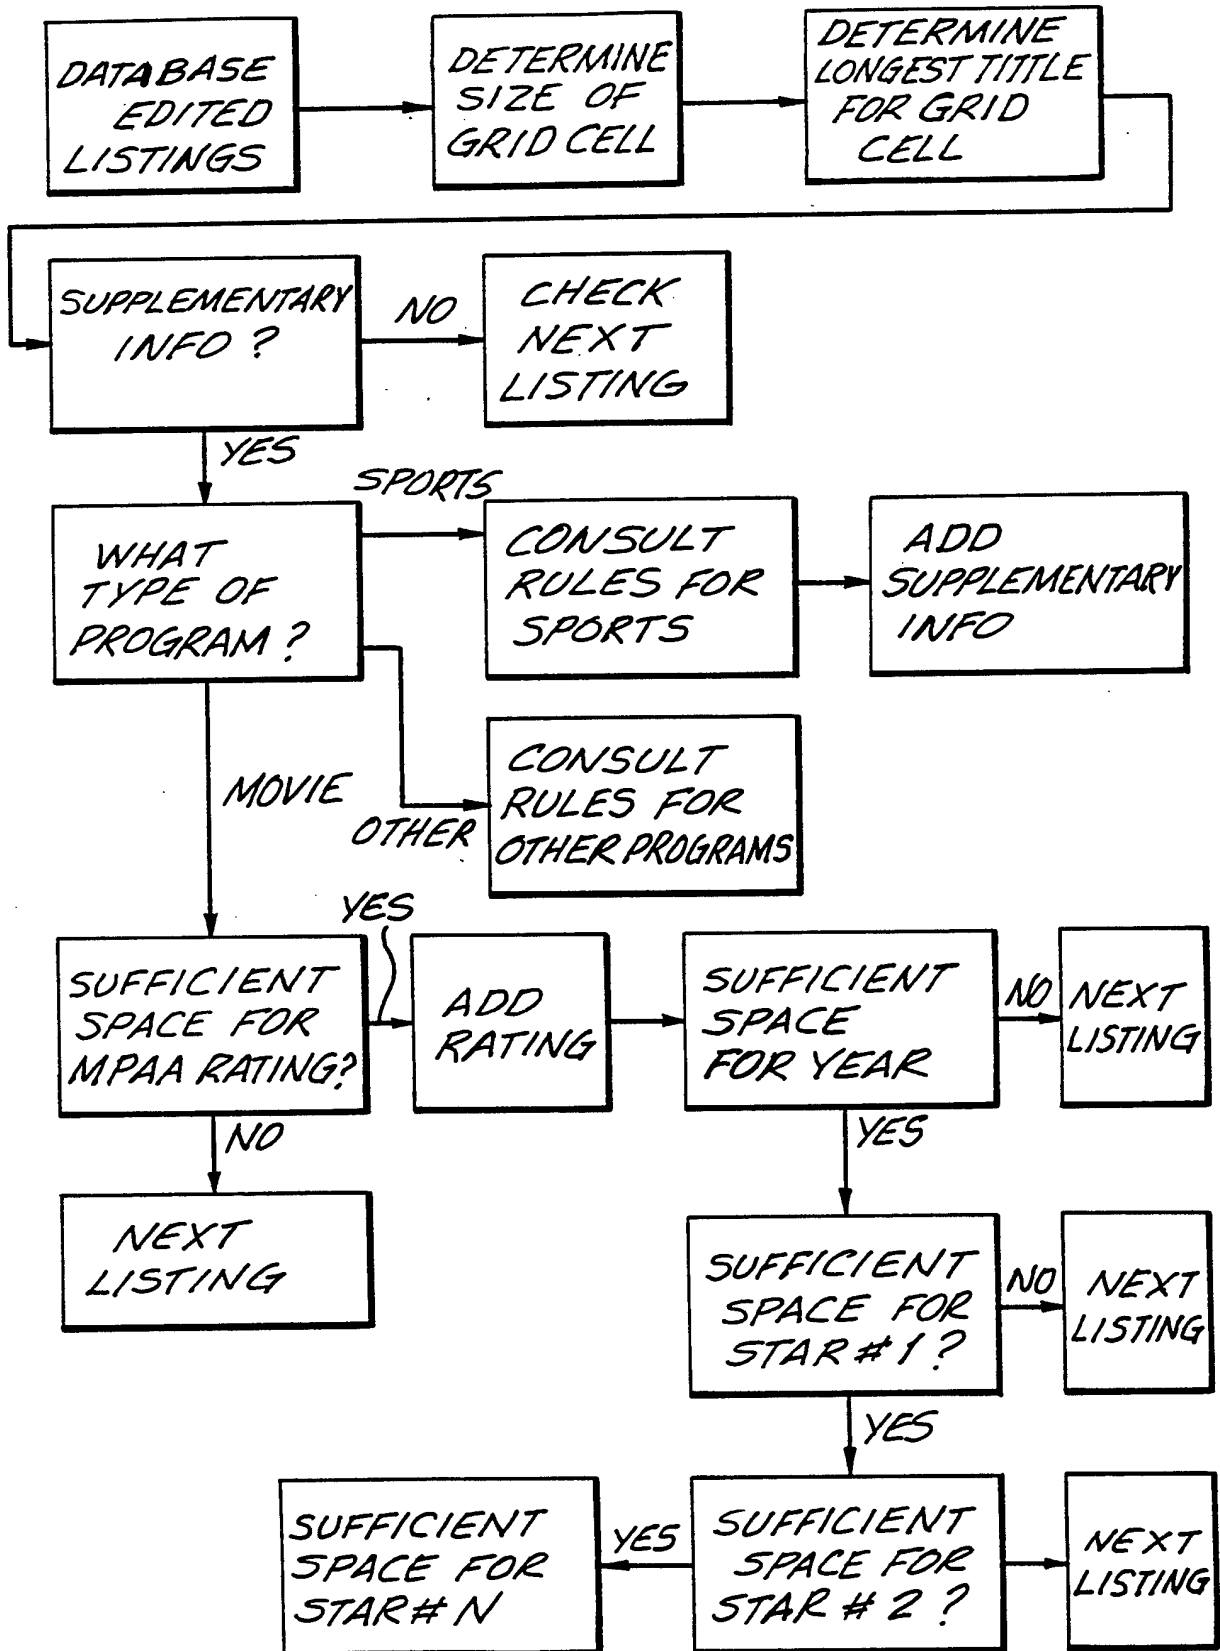 DATABASE
EDITED
LISTINGS
DETERMINE
SIZE OF
GRID CELL
DETERMINE
LONGEST TITTLE
FOR GRID
CELL
SUPPLEMENTARY
INFO ?
NO
CHECK
NEXT
LISTING
YES
WHAT
TYPE OF
PROGRAM ?
SPORTS
CONSULT
RULES FOR
SPORTS
ADD
SUPPLEMENTARY
INFO
MOVIE
OTHER
CONSULT
RULES FOR
OTHER PROGRAMS
SUFFICIENT
SPACE FOR
MPAA RATING?
YES
ADD
RATING
SUFFICIENT
SPACE
FOR YEAR
NO
NEXT
LISTING
NO
NEXT
LISTING
YES
SUFFICIENT
SPACE FOR
STAR # 1 ?
NO
NEXT
LISTING
YES
SUFFICIENT
SPACE FOR
STAR # 2 ?
NEXT
LISTING
YES
SUFFICIENT
SPACE FOR
STAR # N